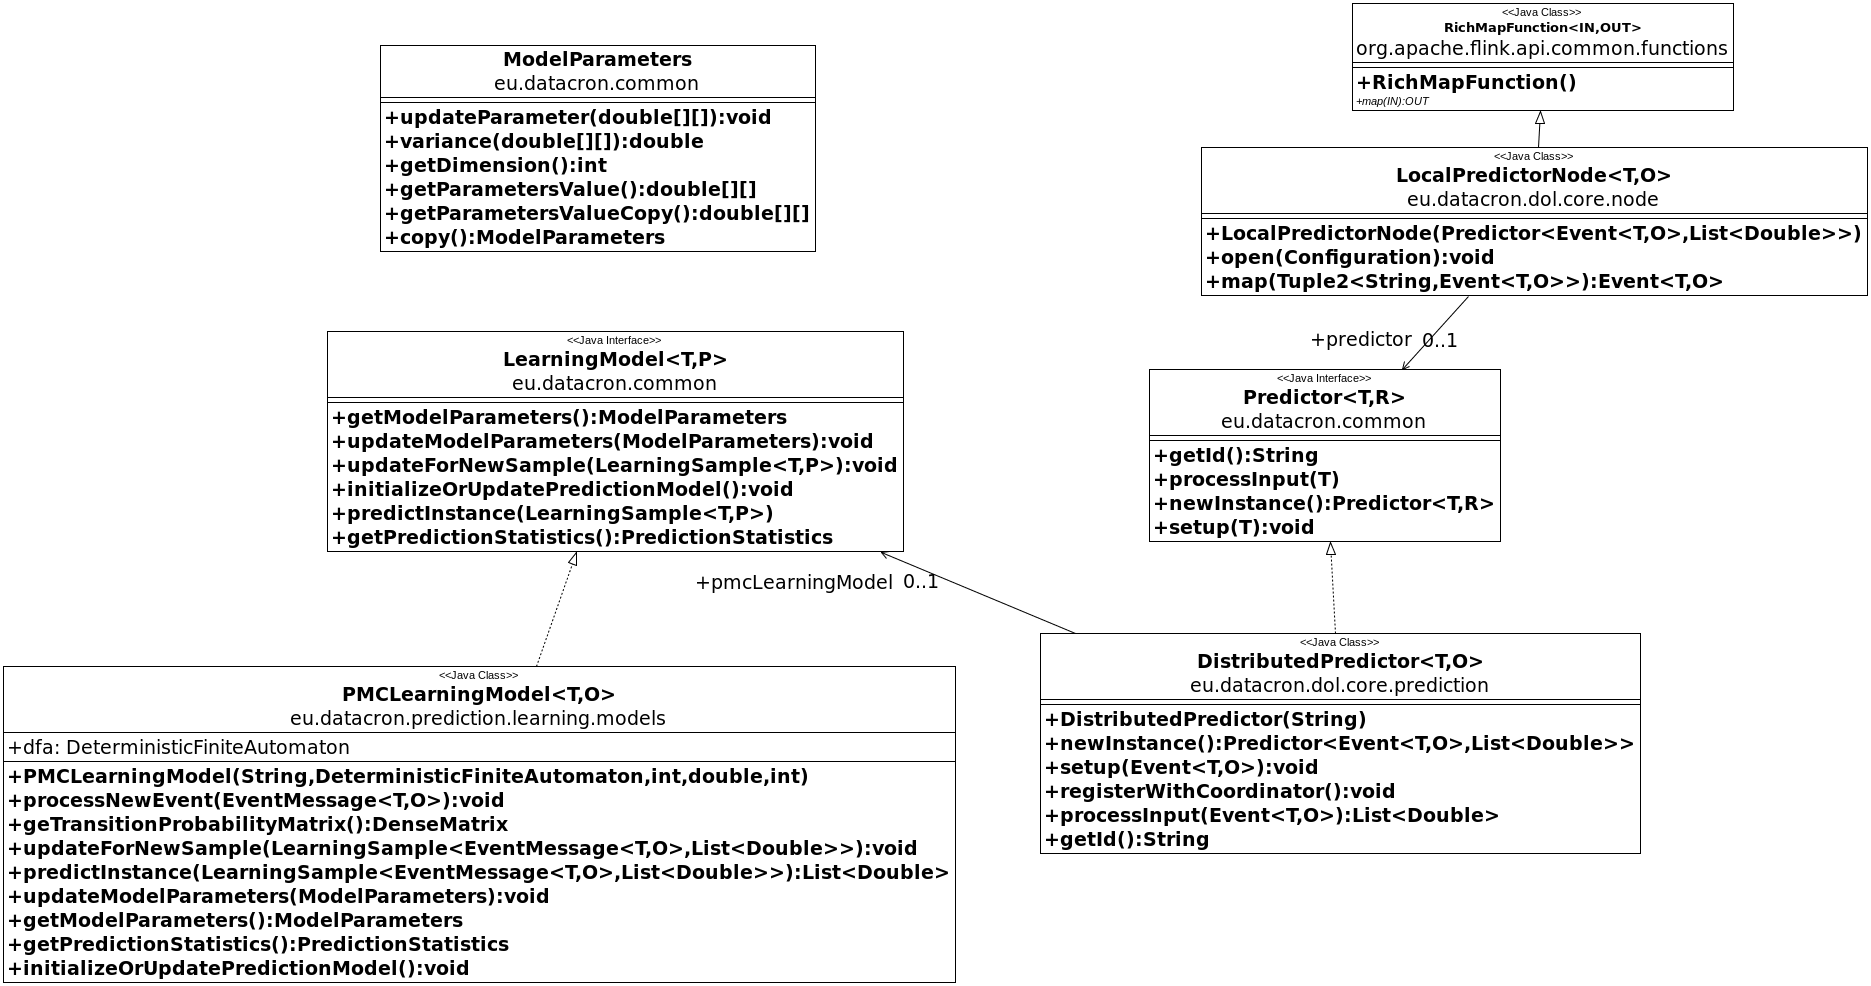 ModelParameters
eu.datacron.common
+updateParameter(double[][]):void
+variance(double[][]):double
+getDimension():int
+getParametersValue():double[][]
+getParametersValueCopy():double[][]
+copy():ModelParameters
<<Java Class>>
RichMapFunction<IN,OUT>
org.apache.flink.api.common.functions
+RichMapFunction()
+map(IN):OUT
<<Java Class>>
LocalPredictorNode<T,O>
eu.datacron.dol.core.node
+LocalPredictorNode(Predictor<Event<T,O>,List<Double>>)
+open(Configuration):void
+map(Tuple2<String,Event<T,O>>):Event<T,O>
+predictor 0..1
<<Java Interface>>
LearningModel<T,P>
eu.datacron.common
+getModelParameters():ModelParameters
+updateModelParameters(ModelParameters):void
+updateForNewSample(LearningSample<T,P>):void
+initializeOrUpdatePredictionModel():void
+predictInstance(LearningSample<T,P>)
+getPredictionStatistics():PredictionStatistics
<<Java Interface>>
Predictor<T,R>
eu.datacron.common
+getId():String
+processInput(T)
+newInstance():Predictor<T,R>
+setup(T):void
+pmcLearningModel 0..1
<<Java Class>>
PMCLearningModel<T,O>
eu.datacron.prediction.learning.models
+dfa: DeterministicFiniteAutomaton
+PMCLearningModel(String,DeterministicFiniteAutomaton,int,double,int)
+processNewEvent(EventMessage<T,O>):void
+geTransitionProbabilityMatrix():DenseMatrix
+updateForNewSample(LearningSample<EventMessage<T,O>,List<Double>>):void
+predictInstance(LearningSample<EventMessage<T,O>,List<Double>>):List<Double>
+updateModelParameters(ModelParameters):void
+getModelParameters():ModelParameters
+getPredictionStatistics():PredictionStatistics
+initializeOrUpdatePredictionModel():void
<<Java Class>>
DistributedPredictor<T,O>
eu.datacron.dol.core.prediction
+DistributedPredictor(String)
+newInstance():Predictor<Event<T,O>,List<Double>>
+setup(Event<T,O>):void
+registerWithCoordinator():void
+processInput(Event<T,O>):List<Double>
+getId():String